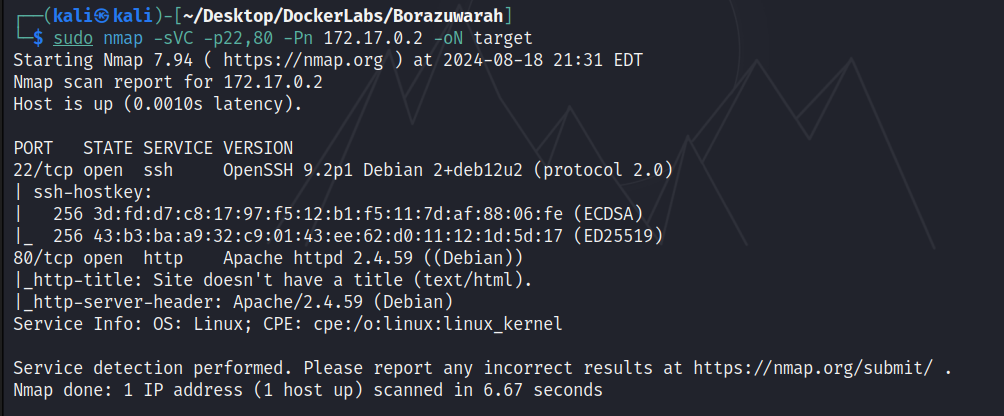 ┌──(kali㉿kali)-[~/Desktop/DockerLabs/Borazuwarah]
└─$ sudo nmap -sVC -p22,80 -Pn 172.17.0.2 -oN target
Starting Nmap 7.94 ( https://nmap.org ) at 2024-08-18 21:31 EDT
Nmap scan report for 172.17.0.2
Host is up (0.0010s latency).

PORT   STATE SERVICE VERSION
22/tcp open  ssh     OpenSSH 9.2p1 Debian 2+deb12u2 (protocol 2.0)
| ssh-hostkey:
|   256 3d:fd:d7:c8:17:97:f5:12:b1:f5:11:7d:af:88:06:fe (ECDSA)
|_  256 43:b3:ba:a9:32:c9:01:43:ee:62:d0:11:12:1d:5d:17 (ED25519)
80/tcp open  http    Apache httpd 2.4.59 ((Debian))
|_http-title: Site doesn't have a title (text/html).
|_http-server-header: Apache/2.4.59 (Debian)
Service Info: OS: Linux; CPE: cpe:/o:linux:linux_kernel

Service detection performed. Please report any incorrect results at https://nmap.org/submit/ .
Nmap done: 1 IP address (1 host up) scanned in 6.67 seconds